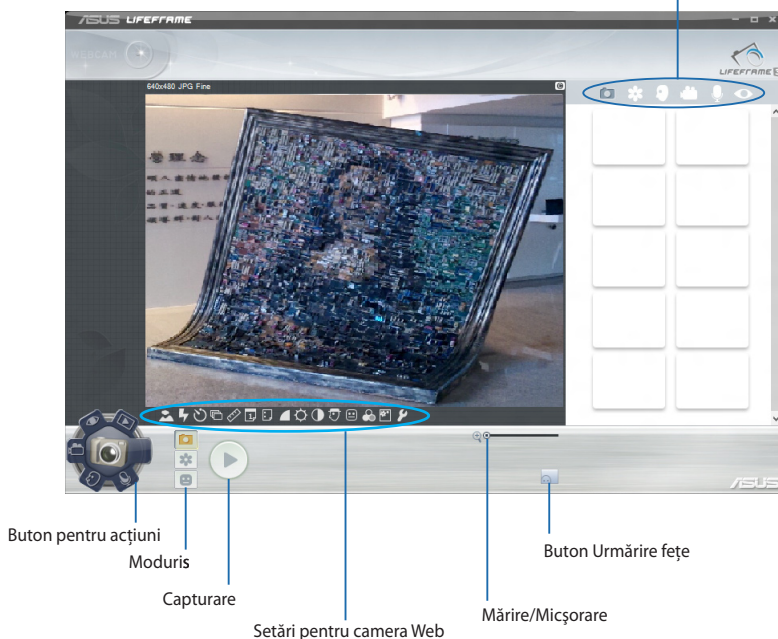 ASUS LIFEFRAME
WEBCAM
LIFEFRAME 3
640x480 JPG Fine
ASUS
Buton pentru acțiuni
Moduris
Capturare
Setări pentru camera Web
Mărire/Micșorare
Buton Urmărire fețe